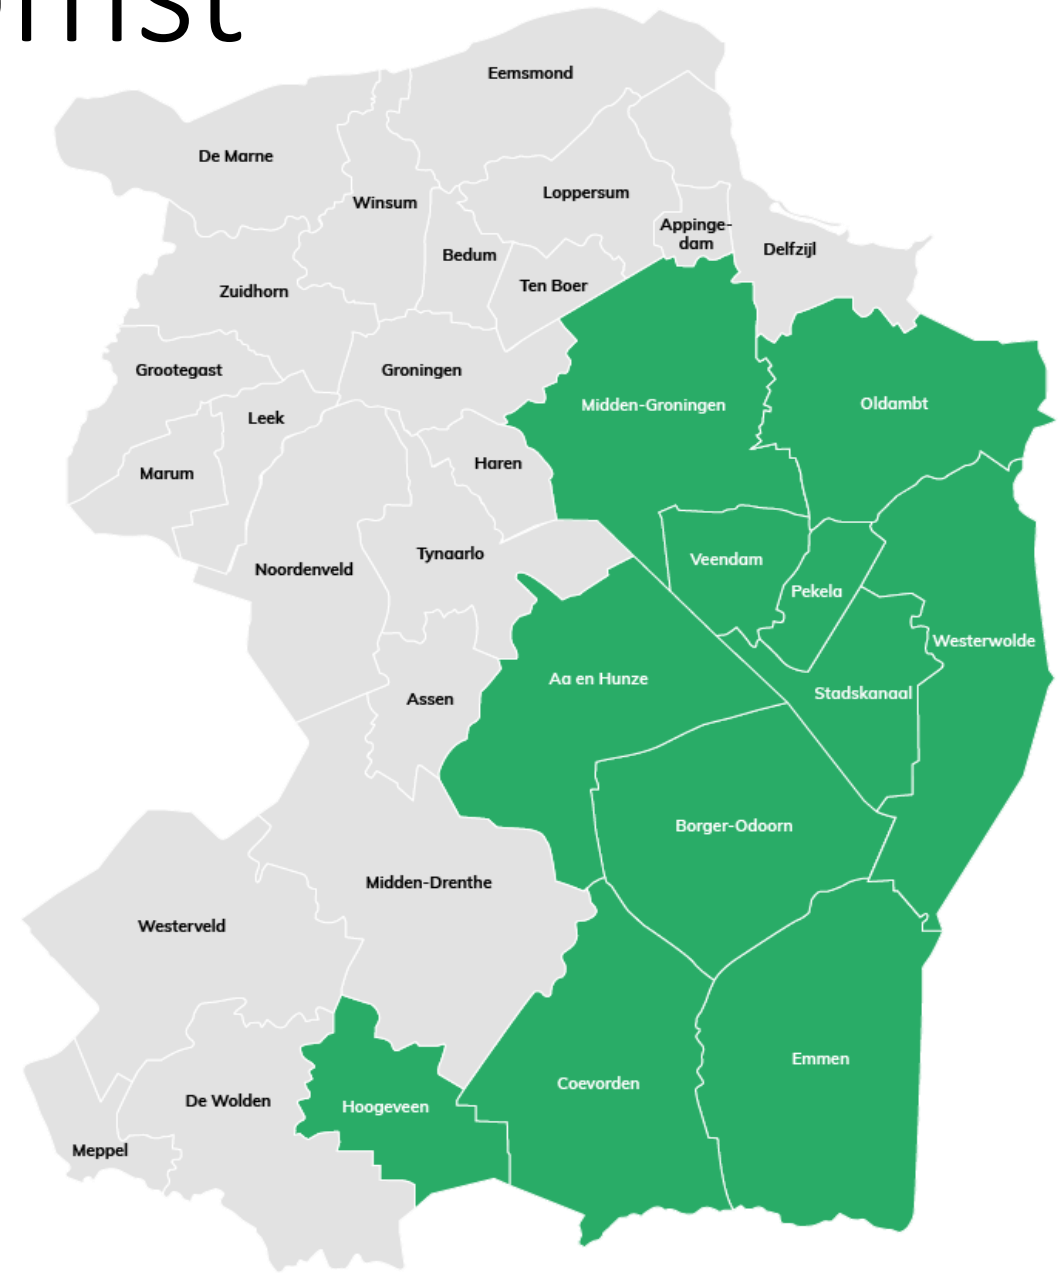 Eemsmond
De Marne
Loppersum
Winsum
Appinge-
dam
Delfzijl
Bedum
Ten Boer
Zuidhorn
Grootegast
Groningen
Midden-Groningen
Oldambt
Leek
Haren
Marum
Tynaarlo
Veendam
Noordenveld
Pekela
Westerwolde
Aa en Hunze
Stadskanaal
Assen
Borger-Odoorn
Midden-Drenthe
Westerveld
Emmen
Coevorden
De Wolden
Hoogeveen
Meppel